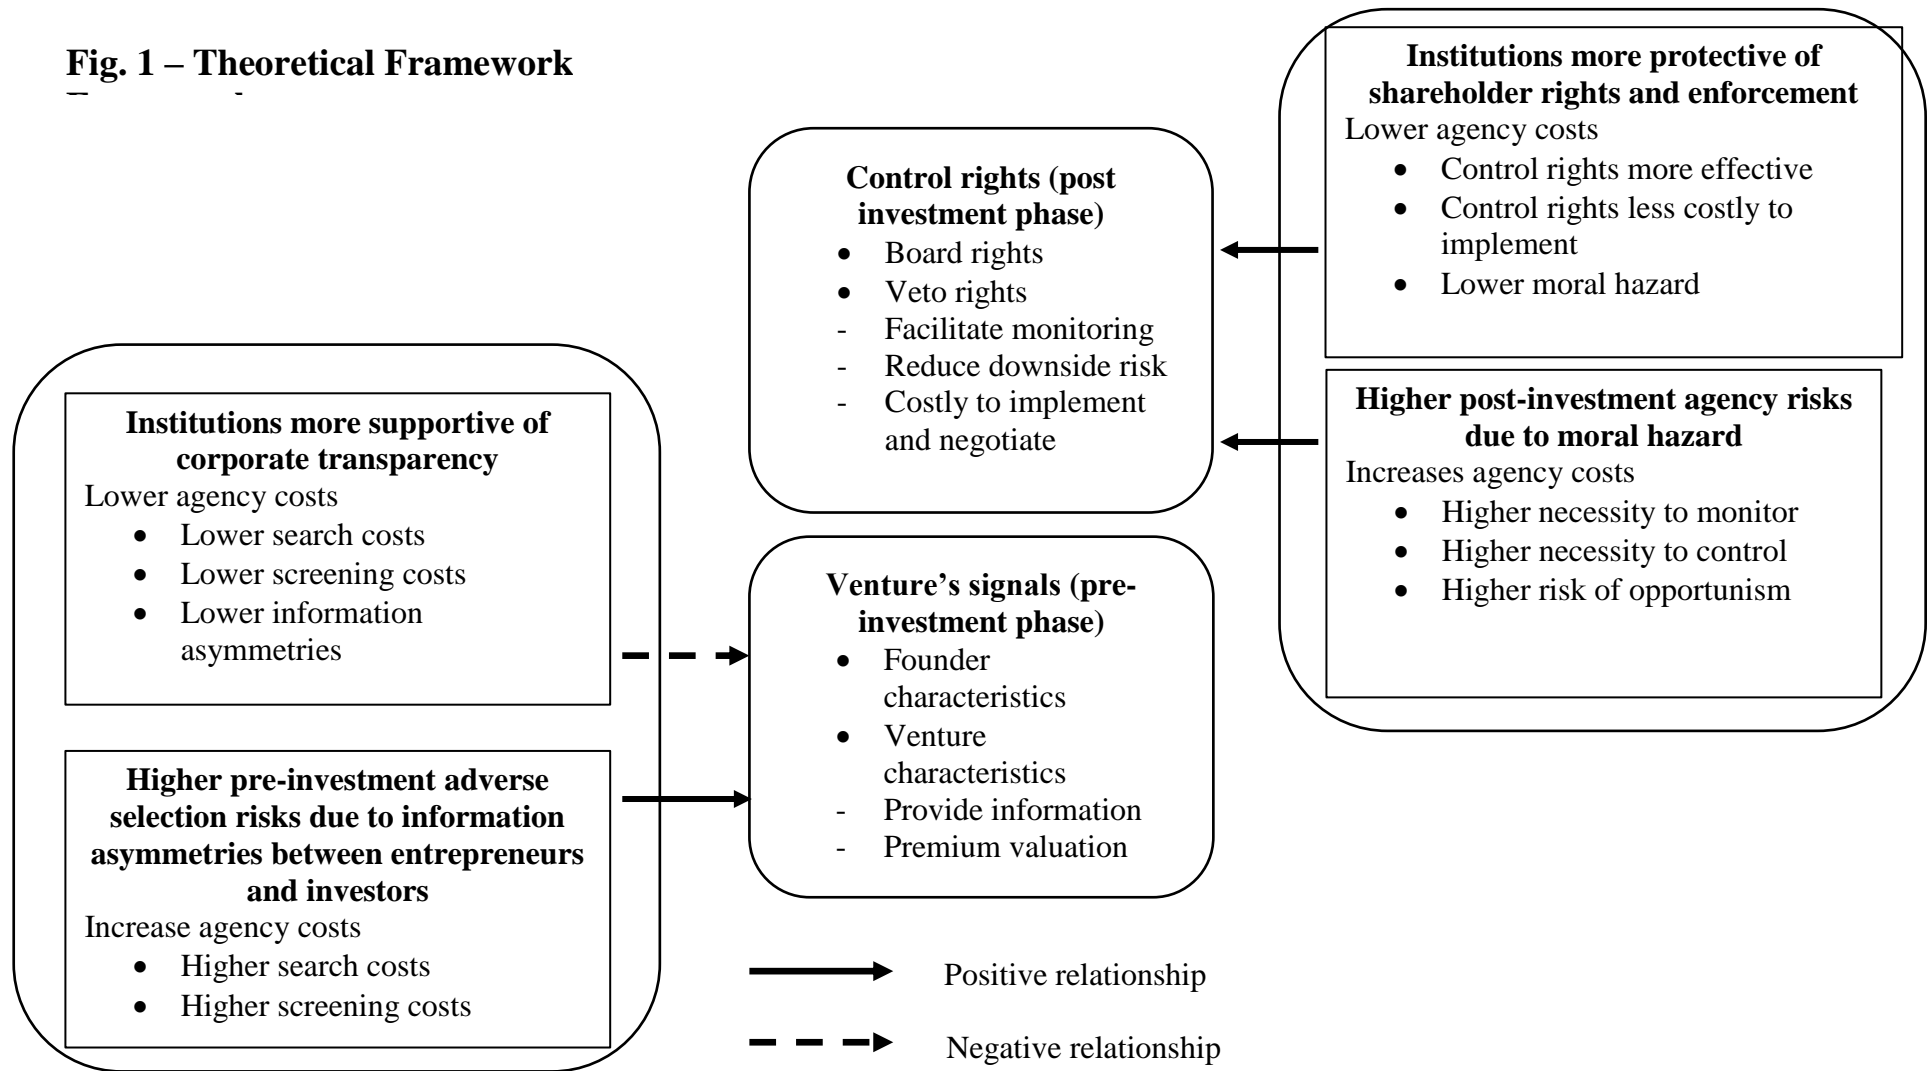 Fig. 1 – Theoretical Framework
Institutions more protective of
shareholder rights and enforcement
Lower agency costs
• Control rights more effective
• Control rights less costly to
implement
• Lower moral hazard
Control rights (post
investment phase)
• Board rights
• Veto rights
- Facilitate monitoring
- Reduce downside risk
- Costly to implement
and negotiate
Higher post-investment agency risks
due to moral hazard
Increases agency costs
• Higher necessity to monitor
• Higher necessity to control
• Higher risk of opportunism
Institutions more supportive of
corporate transparency
Lower agency costs
• Lower search costs
• Lower screening costs
• Lower information
asymmetries
Venture’s signals (pre-
investment phase)
• Founder
characteristics
• Venture
characteristics
- Provide information
- Premium valuation
Higher pre-investment adverse
selection risks due to information
asymmetries between entrepreneurs
and investors
Increase agency costs
• Higher search costs
• Higher screening costs
Positive relationship
Negative relationship